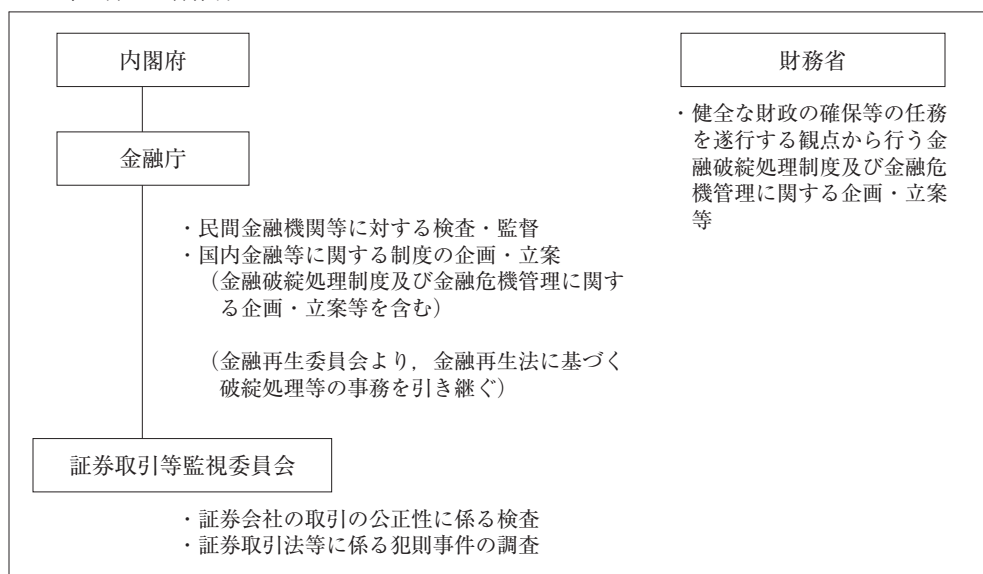 内閣府
財務省
・健全な財政の確保等の任務
を遂行する観点から行う金
融破綻処理制度及び金融危
機管理に関する企画・立案
等
金融庁
・民間金融機関等に対する検査・監督
・国内金融等に関する制度の企画・立案
（金融破綻処理制度及び金融危機管理に関す
る企画・立案等を含む）
（金融再生委員会より，金融再生法に基づく
破綻処理等の事務を引き継ぐ）
証券取引等監視委員会
・証券会社の取引の公正性に係る検査
・証券取引法等に係る犯則事件の調査